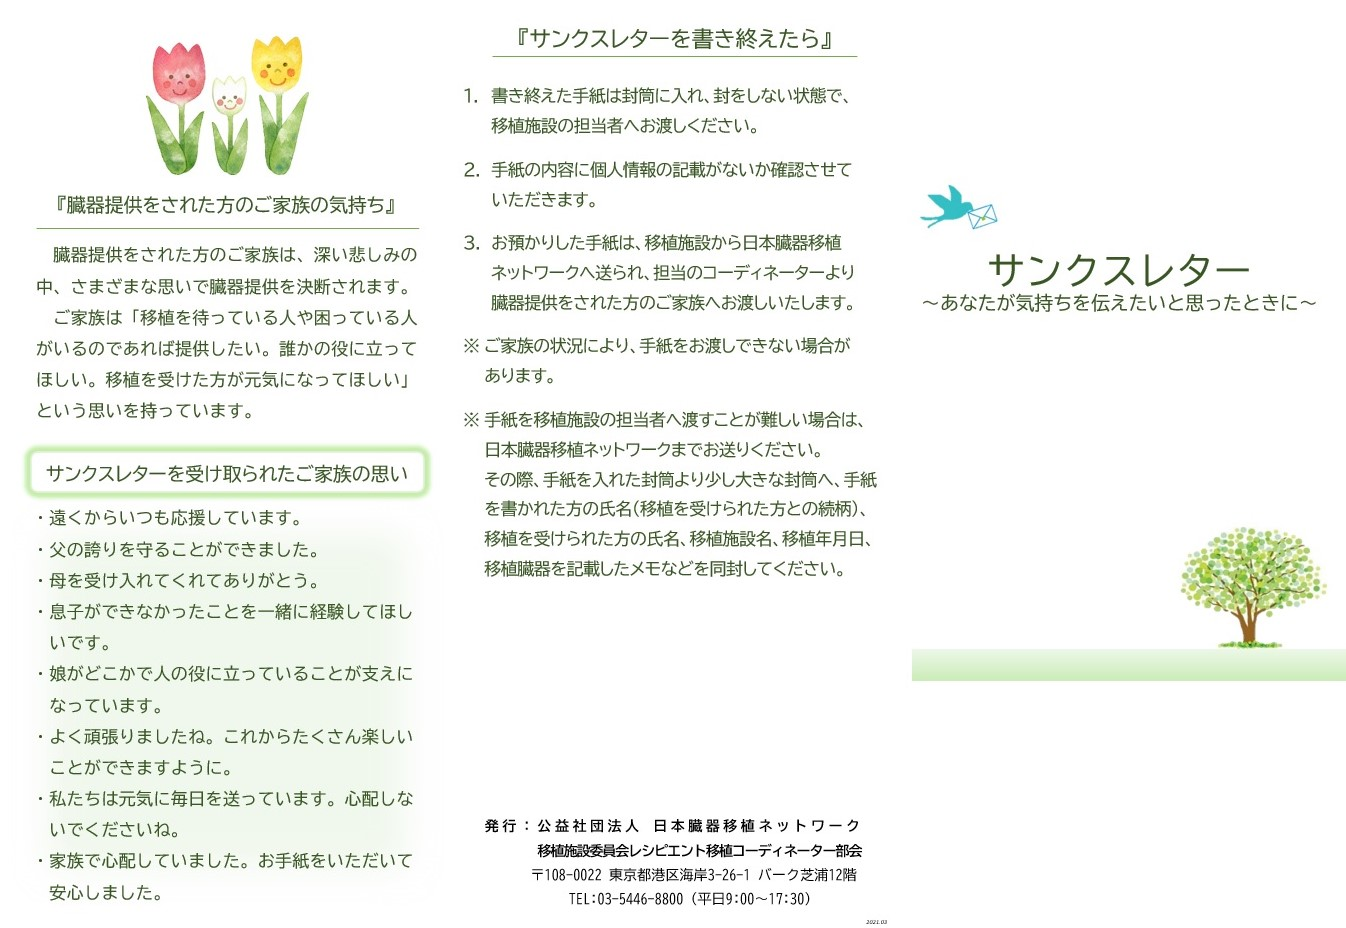 『臓器提供をされた方のご家族の気持ち』
臓器提供をされた方のご家族は、深い悲しみの
中、さまざまな思いで臓器提供を決断されます。
ご家族は「移植を待っている人や困っている人
がいるのであれば提供したい。誰かの役に立って
ほしい。移植を受けた方が元気になってほしい」
という思いを持っています。
サンクスレターを受け取られたご家族の思い
・遠くからいつも応援しています。
・父の誇りを守ることができました。
・母を受け入れてくれてありがとう。
・息子ができなかったことを一緒に経験してほし
いです。
・娘がどこかで人の役に立っていることが支えに
なっています。
・よく頑張りましたね。これからたくさん楽しい
ことができますように。
・私たちは元気に毎日を送っています。心配しな
いでくださいね。
・家族で心配していました。お手紙をいただいて
安心しました。
『サンクスレターを書き終えたら』
1. 書き終えた手紙は封筒に入れ、封をしない状態で、
移植施設の担当者へお渡しください。
2. 手紙の内容に個人情報の記載がないか確認させて
いただきます。
3. お預かりした手紙は、移植施設から日本臓器移植
ネットワークへ送られ、担当のコーディネーターより
臓器提供をされた方のご家族へお渡しいたします。
※ ご家族の状況により、手紙をお渡しできない場合が
あります。
※ 手紙を移植施設の担当者へ渡すことが難しい場合は、
日本臓器移植ネットワークまでお送りください。
その際、手紙を入れた封筒より少し大きな封筒へ、手紙
を書かれた方の氏名(移植を受けられた方との続柄)、
移植を受けられた方の氏名、移植施設名、移植年月日、
移植臓器を記載したメモなどを同封してください。
発行：公益社団法人 日本臓器移植ネットワーク
移植施設委員会レシピエント移植コーディネーター部会
〒108-0022 東京都港区海岸3-26-1 バーク芝浦12階
TEL:03-5446-8800（平日9:00～17:30）
2021.03
サンクスレター
～あなたが気持ちを伝えたいと思ったときに～